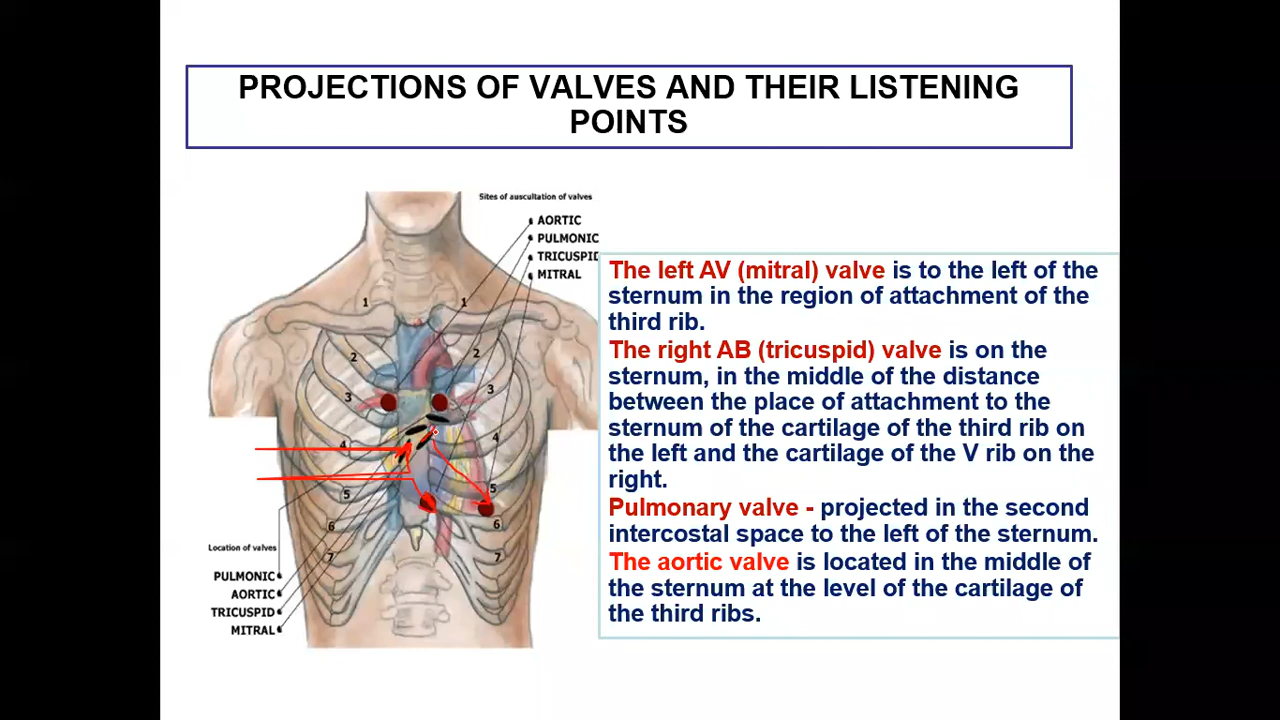 PROJECTIONS OF VALVES AND THEIR LISTENING
POINTS
Sites of auscultation of valves
AORTIC
PULMONIC
TRICUSPID
MITRAL
1
1
2
2
3
3
4
4
5
5
6
6
7
7
Location of valves
PULMONIC
AORTIC
TRICUSPID
MITRAL
The left AV (mitral) valve is to the left of the
sternum in the region of attachment of the
third rib.
The right AB (tricuspid) valve is on the
sternum, in the middle of the distance
between the place of attachment to the
sternum of the cartilage of the third rib on
the left and the cartilage of the V rib on the
right.
Pulmonary valve - projected in the second
intercostal space to the left of the sternum.
The aortic valve is located in the middle of
the sternum at the level of the cartilage of
the third ribs.